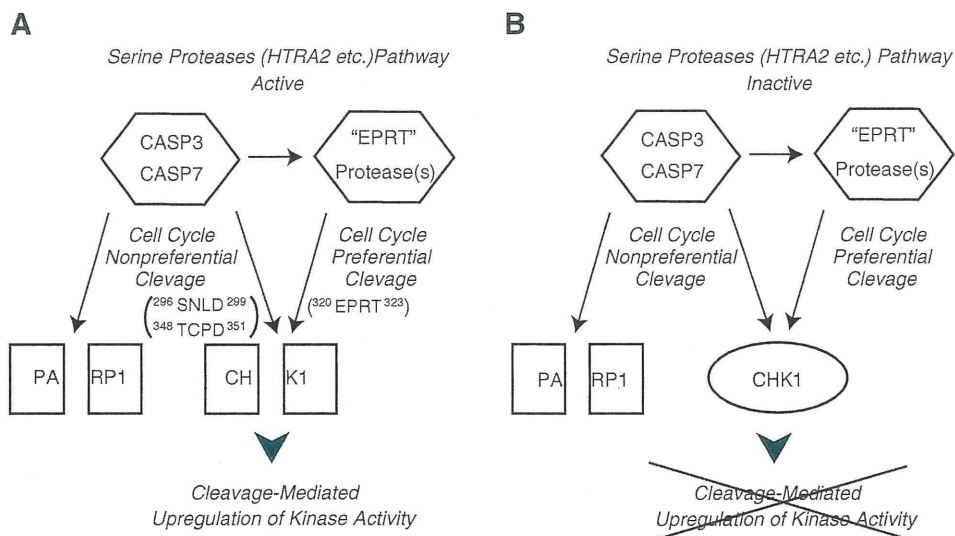 A
Serine Proteases (HTRA2 etc.)Pathway
Active
CASP3
CASP7
"EPRT"
Protease(s)
Cell Cycle
Nonpreferential
Clevage
(296 SNLD 299
348 TCPD 351)
Cell Cycle
Preferential
Clevage
(320 EPRT 323)
PA
RP1
CH
K1
Cleavage-Mediated
Upregulation of Kinase Activity
B
Serine Proteases (HTRA2 etc.) Pathway
Inactive
CASP3
CASP7
"EPRT"
Protease(s)
Cell Cycle
Nonpreferential
Clevage
Cell Cycle
Preferential
Clevage
PA
RP1
CHK1
Cleavage-Mediated
Upregulation of Kinase Activity